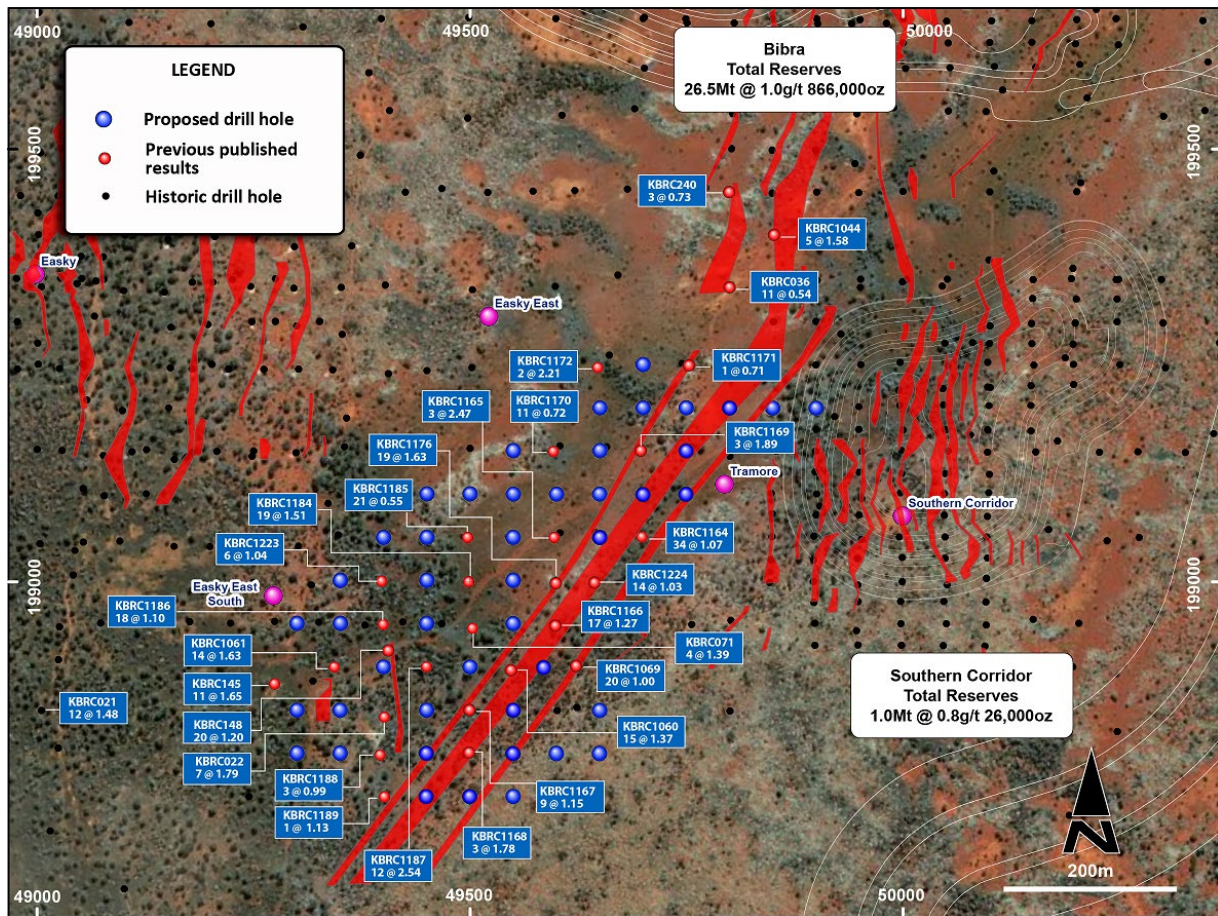 49000
49500
50000
LEGEND
Proposed drill hole
Previous published
results
Historic drill hole
Bibra
Total Reserves
26.5Mt @ 1.0g/t 866,000oz
199500
199500
KBRC240
3 @ 0.73
KBRC1044
5 @ 1.58
KBRC036
11 @ 0.54
Easky
Easky East
KBRC1172
2 @ 2.21
KBRC1171
1 @ 0.71
KBRC1165
3 @ 2.47
KBRC1170
11 @ 0.72
KBRC1176
19 @ 1.63
KBRC1169
3 @ 1.89
Tramore
KBRC1184
19 @ 1.51
KBRC1185
21 @ 0.55
Southern Corridor
KBRC1223
6 @ 1.04
KBRC1164
34 @ 1.07
199000
199000
Easky East
South
KBRC1224
14 @ 1.03
KBRC1186
18 @ 1.10
KBRC1166
17 @ 1.27
KBRC071
4 @ 1.39
KBRC1061
14 @ 1.63
KBRC1069
20 @ 1.00
KBRC145
11 @ 1.65
KBRC021
12 @ 1.48
KBRC148
20 @ 1.20
KBRC1060
15 @ 1.37
Southern Corridor
Total Reserves
1.0Mt @ 0.8g/t 26,000oz
KBRC022
7 @ 1.79
KBRC1188
3 @ 0.99
KBRC1167
9 @ 1.15
KBRC1189
1 @ 1.13
KBRC1168
3 @ 1.78
KBRC1187
12 @ 2.54
N
200m
49000
49500
50000